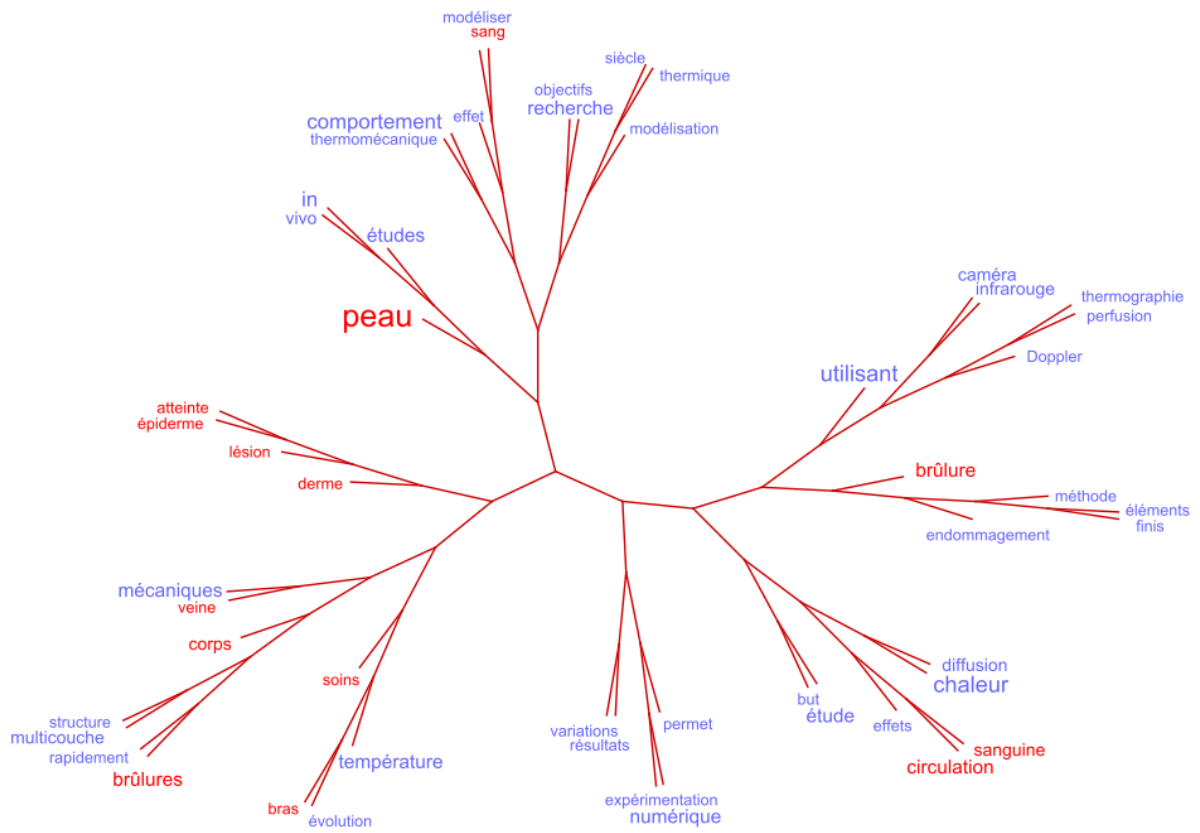 modéliser
sang
siècle
thermique
objectifs
recherche
comportement
effet
modélisation
thermomécanique
in
vivo
études
peau
caméra
infrarouge
thermographie
perfusion
Doppler
utilisant
atteinte
épiderme
lésion
derme
brûlure
méthode
éléments
finis
endommagement
mécaniques
veine
corps
soins
structure
multicouche
rapidement
brûlures
température
bras
évolution
variations
résultats
permet
expérimentation
numérique
but
étude
effets
diffusion
chaleur
sanguine
circulation